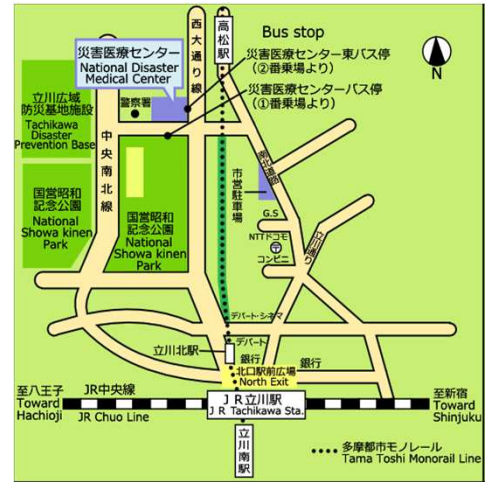 西大通り線
高松駅
Bus stop
災害医療センター
National Disaster
Medical Center
災害医療センター東バス停
(②番乗場より)
災害医療センターバス停
(①番乗場より)
N
立川広域
防災基地施設
Tachikawa
Disaster
Prevention Base
警察署
中央南北線
南北道路
市営駐車場
国営昭和
記念公園
National
Showa kinen
Park
国営昭和
記念公園
National
Showa kinen
Park
G.S
NTTドコモ
コンビニ
立川通り
デパート・シネマ
デパート
立川北駅
銀行
銀行
北口駅前広場
North Exit
至八王子
Toward
Hachioji
JR中央線
JR Chuo Line
JR立川駅
JR Tachikawa Sta.
至新宿
Toward
Shinjuku
立川南駅
多摩都市モノレール
Tama Toshi Monorail Line